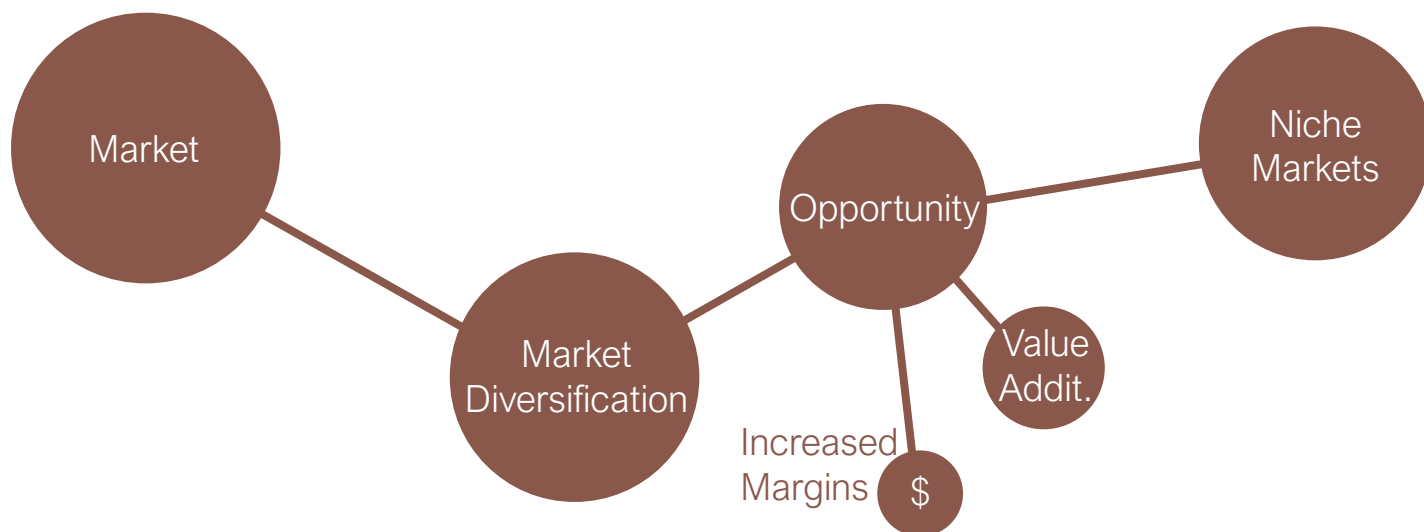 Market
Market
Diversification
Opportunity
Niche
Markets
Value
Addit.
Increased
Margins
$